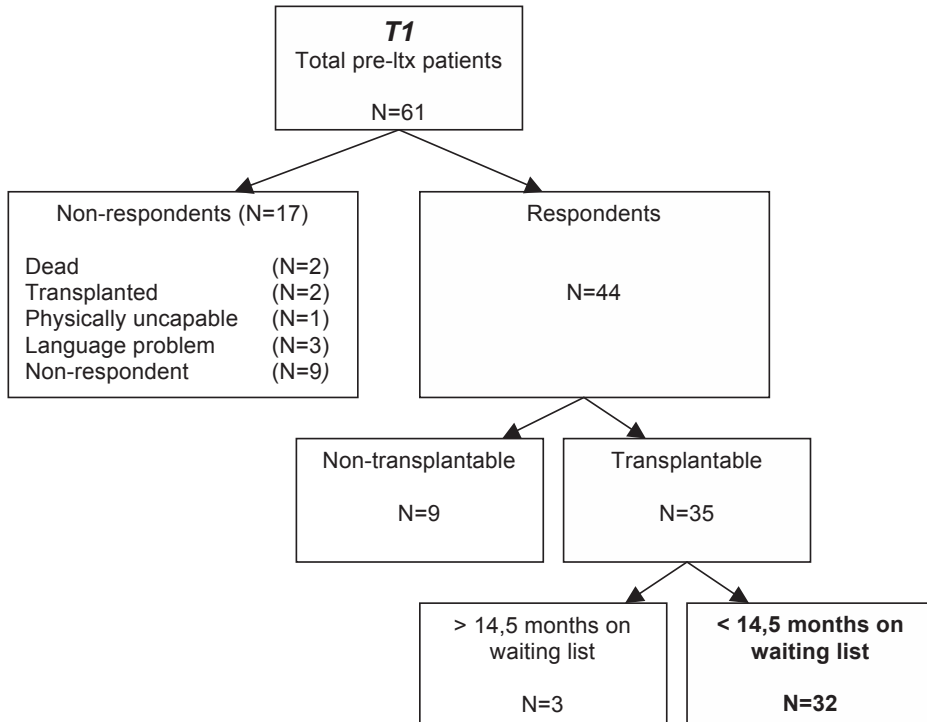 T1
Total pre-ltx patients
N=61
Non-respondents (N=17)
Dead (N=2)
Transplanted (N=2)
Physically uncapable (N=1)
Language problem (N=3)
Non-respondent (N=9)
Respondents
N=44
Non-transplantable
N=9
Transplantable
N=35
> 14,5 months on
waiting list
N=3
< 14,5 months on
waiting list
N=32